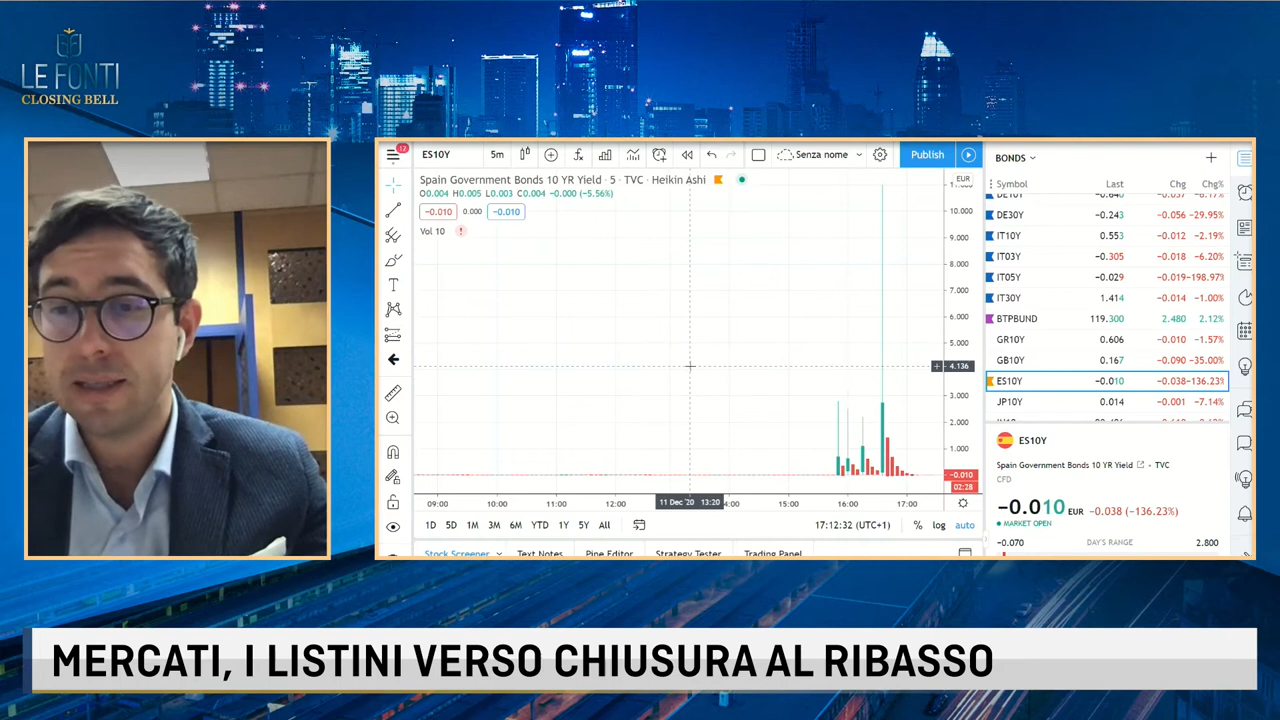 LE FONTI
CLOSING BELL
12
ES10Y
5m
Senza nome
Publish
Spain Government Bonds 10 YR Yield · 5 · TVC · Heikin Ashi
O0.004 H0.005 L0.003 C0.004 −0.000 (−5.56%)
−0.010
0.000
−0.010
Vol 10
!
EUR
10.000
9.000
8.000
7.000
6.000
5.000
4.136
3.000
2.000
1.000
−0.010
02:28
09:00
10:00
11:00
12:00
11 Dec '20 13:20
15:00
16:00
17:00
1D 5D 1M 3M 6M YTD 1Y 5Y All
17:12:32 (UTC+1)
% log auto
Stock Screener
Text Notes
Pine Editor
Strategy Tester
Trading Panel
BONDS
Symbol Last Chg Chg%
DE30Y −0.243 −0.056 −29.95%
IT10Y 0.553 −0.012 −2.19%
IT03Y −0.305 −0.018 −6.20%
IT05Y −0.029 −0.019 −198.97%
IT30Y 1.414 −0.014 −1.00%
BTPBUND 119.300 2.480 2.12%
GR10Y 0.606 −0.010 −1.57%
GB10Y 0.167 −0.090 −35.00%
ES10Y −0.010 −0.038 −136.23%
JP10Y 0.014 −0.001 −7.14%
ES10Y
Spain Government Bonds 10 YR Yield • TVC
CFD
−0.010 EUR −0.038 (−136.23%)
MARKET OPEN
−0.070 DAY'S RANGE 2.800
MERCATI, I LISTINI VERSO CHIUSURA AL RIBASSO